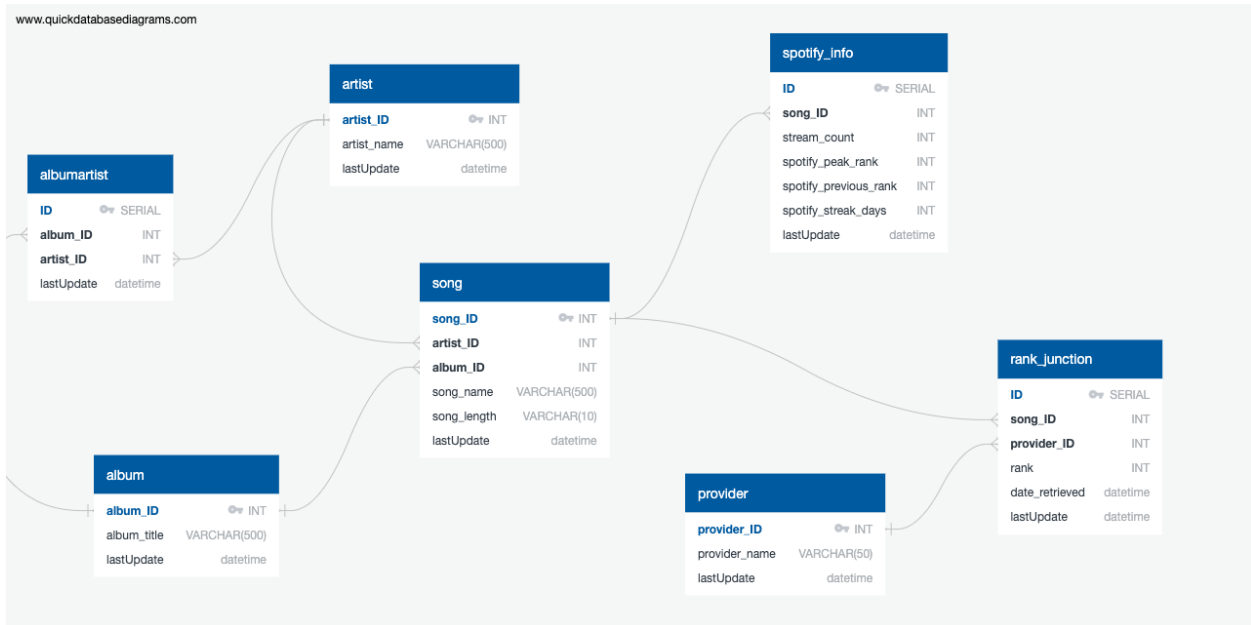 www.quickdatabasediagrams.com
artist
artist_ID INT
artist_name VARCHAR(500)
lastUpdate datetime
spotify_info
ID SERIAL
song_ID INT
stream_count INT
spotify_peak_rank INT
spotify_previous_rank INT
spotify_streak_days INT
lastUpdate datetime
albumartist
ID SERIAL
album_ID INT
artist_ID INT
lastUpdate datetime
song
song_ID INT
artist_ID INT
album_ID INT
song_name VARCHAR(500)
song_length VARCHAR(10)
lastUpdate datetime
rank_junction
ID SERIAL
song_ID INT
provider_ID INT
rank INT
date_retrieved datetime
lastUpdate datetime
album
album_ID INT
album_title VARCHAR(500)
lastUpdate datetime
provider
provider_ID INT
provider_name VARCHAR(50)
lastUpdate datetime